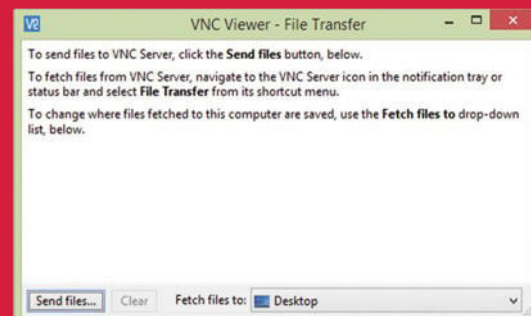 VNC Viewer - File Transfer
To send files to VNC Server, click the Send files button, below.
To fetch files from VNC Server, navigate to the VNC Server icon in the notification tray or
status bar and select File Transfer from its shortcut menu.
To change where files fetched to this computer are saved, use the Fetch files to drop-down
list, below.
Send files... Clear Fetch files to: Desktop